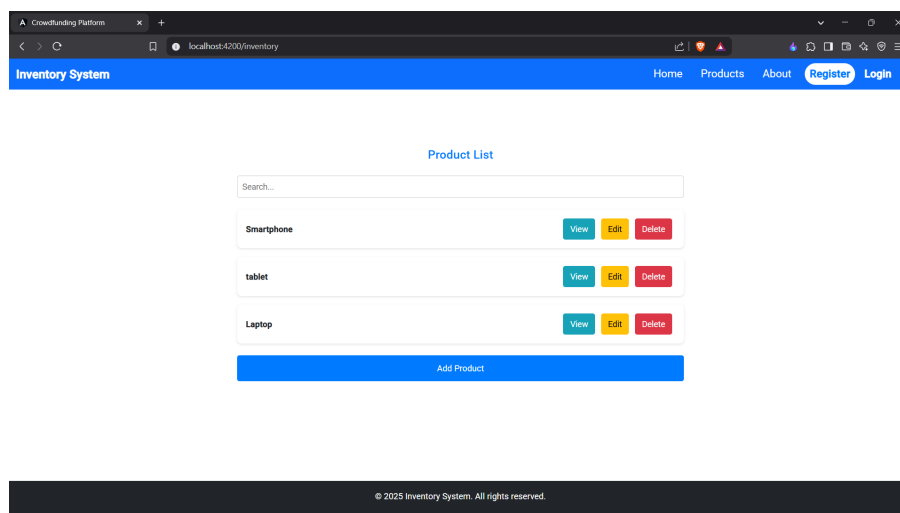 Crowdfunding Platform
localhost:4200/inventory
Inventory System
Home Products About Register Login
Product List
Search...
Smartphone View Edit Delete
tablet View Edit Delete
Laptop View Edit Delete
Add Product
© 2025 Inventory System. All rights reserved.